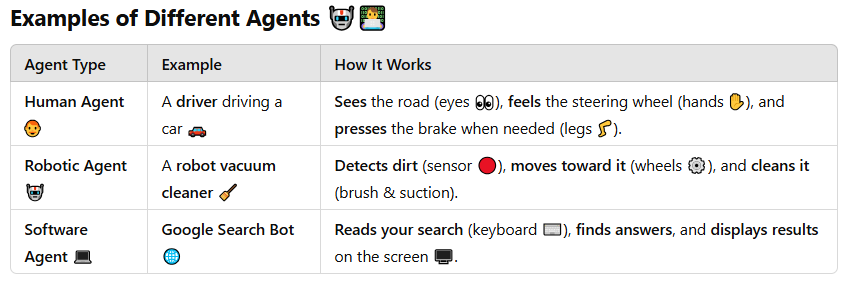 Examples of Different Agents 🤖👨‍💻
Agent Type Example How It Works
Human Agent 👨‍🦰 A driver driving a car 🚗 Sees the road (eyes 👀), feels the steering wheel (hands ✋), and presses the brake when needed (legs 🦵).
Robotic Agent 🤖 A robot vacuum cleaner 🧹 Detects dirt (sensor 🔴), moves toward it (wheels ⚙️), and cleans it (brush & suction).
Software Agent 💻 Google Search Bot 🌐 Reads your search (keyboard ⌨️), finds answers, and displays results on the screen 🖥️.